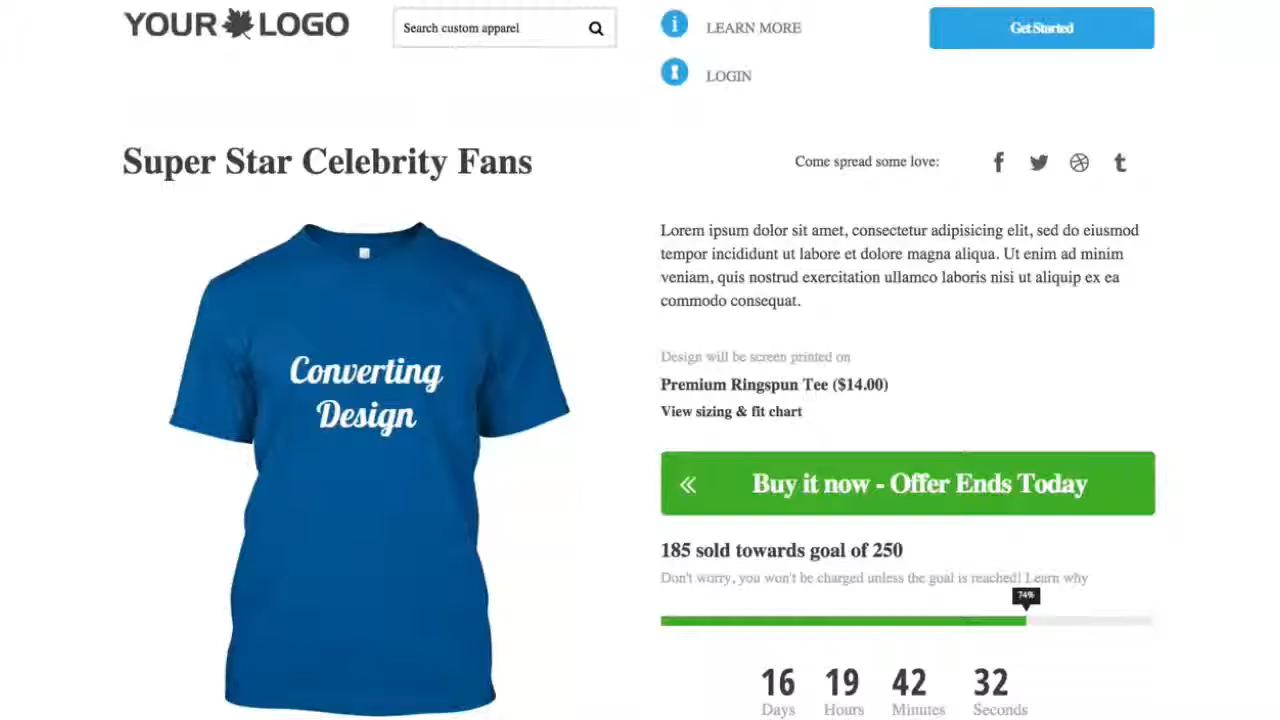 YOUR LOGO
Search custom apparel
LEARN MORE
Get Started
LOGIN
Super Star Celebrity Fans
Come spread some love:
Converting
Design
Lorem ipsum dolor sit amet, consectetur adipisicing elit, sed do eiusmod
tempor incididunt ut labore et dolore magna aliqua. Ut enim ad minim
veniam, quis nostrud exercitation ullamco laboris nisi ut aliquip ex ea
commodo consequat.
Design will be screen printed on
Premium Ringspun Tee ($14.00)
View sizing & fit chart
Buy it now - Offer Ends Today
185 sold towards goal of 250
Don't worry, you won't be charged unless the goal is reached! Learn why
74%
16 19 42 32
Days Hours Minutes Seconds